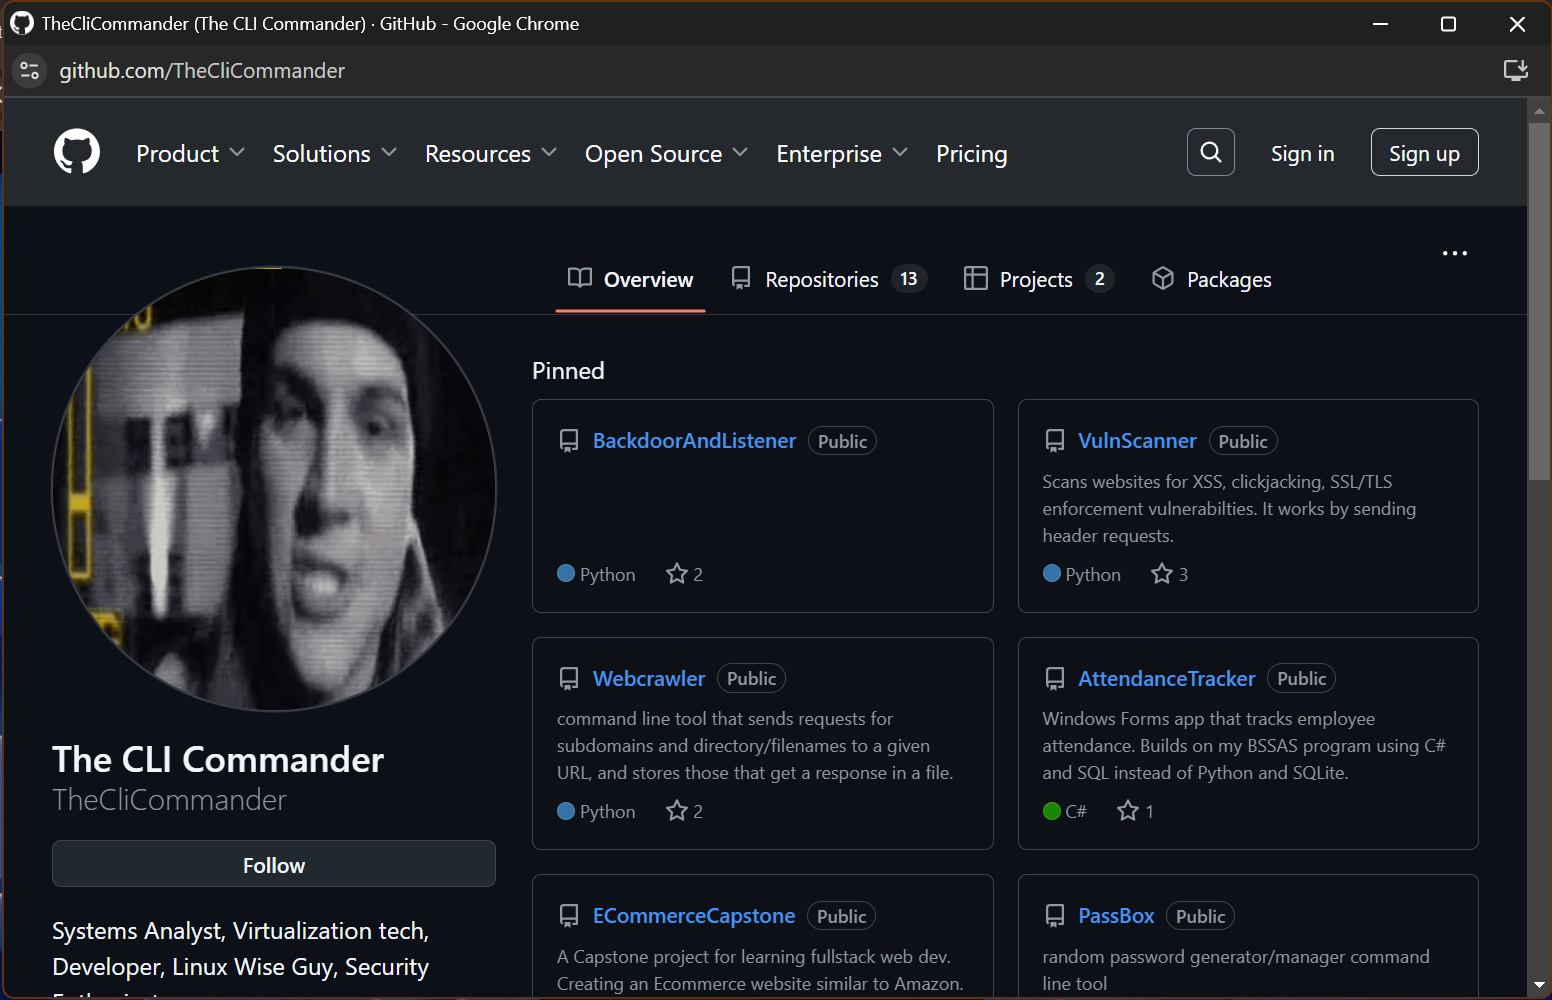 TheCliCommander (The CLI Commander) · GitHub - Google Chrome
github.com/TheCliCommander
Product Solutions Resources Open Source Enterprise Pricing Sign in Sign up
Overview Repositories 13 Projects 2 Packages
Pinned
BackdoorAndListener Public
Python 2
VulnScanner Public
Scans websites for XSS, clickjacking, SSL/TLS
enforcement vulnerabilties. It works by sending
header requests.
Python 3
Webcrawler Public
command line tool that sends requests for
subdomains and directory/filenames to a given
URL, and stores those that get a response in a file.
Python 2
AttendanceTracker Public
Windows Forms app that tracks employee
attendance. Builds on my BSSAS program using C#
and SQL instead of Python and SQLite.
C# 1
ECommerceCapstone Public
A Capstone project for learning fullstack web dev.
Creating an Ecommerce website similar to Amazon.
PassBox Public
random password generator/manager command
line tool
The CLI Commander
TheCliCommander
Follow
Systems Analyst, Virtualization tech,
Developer, Linux Wise Guy, Security